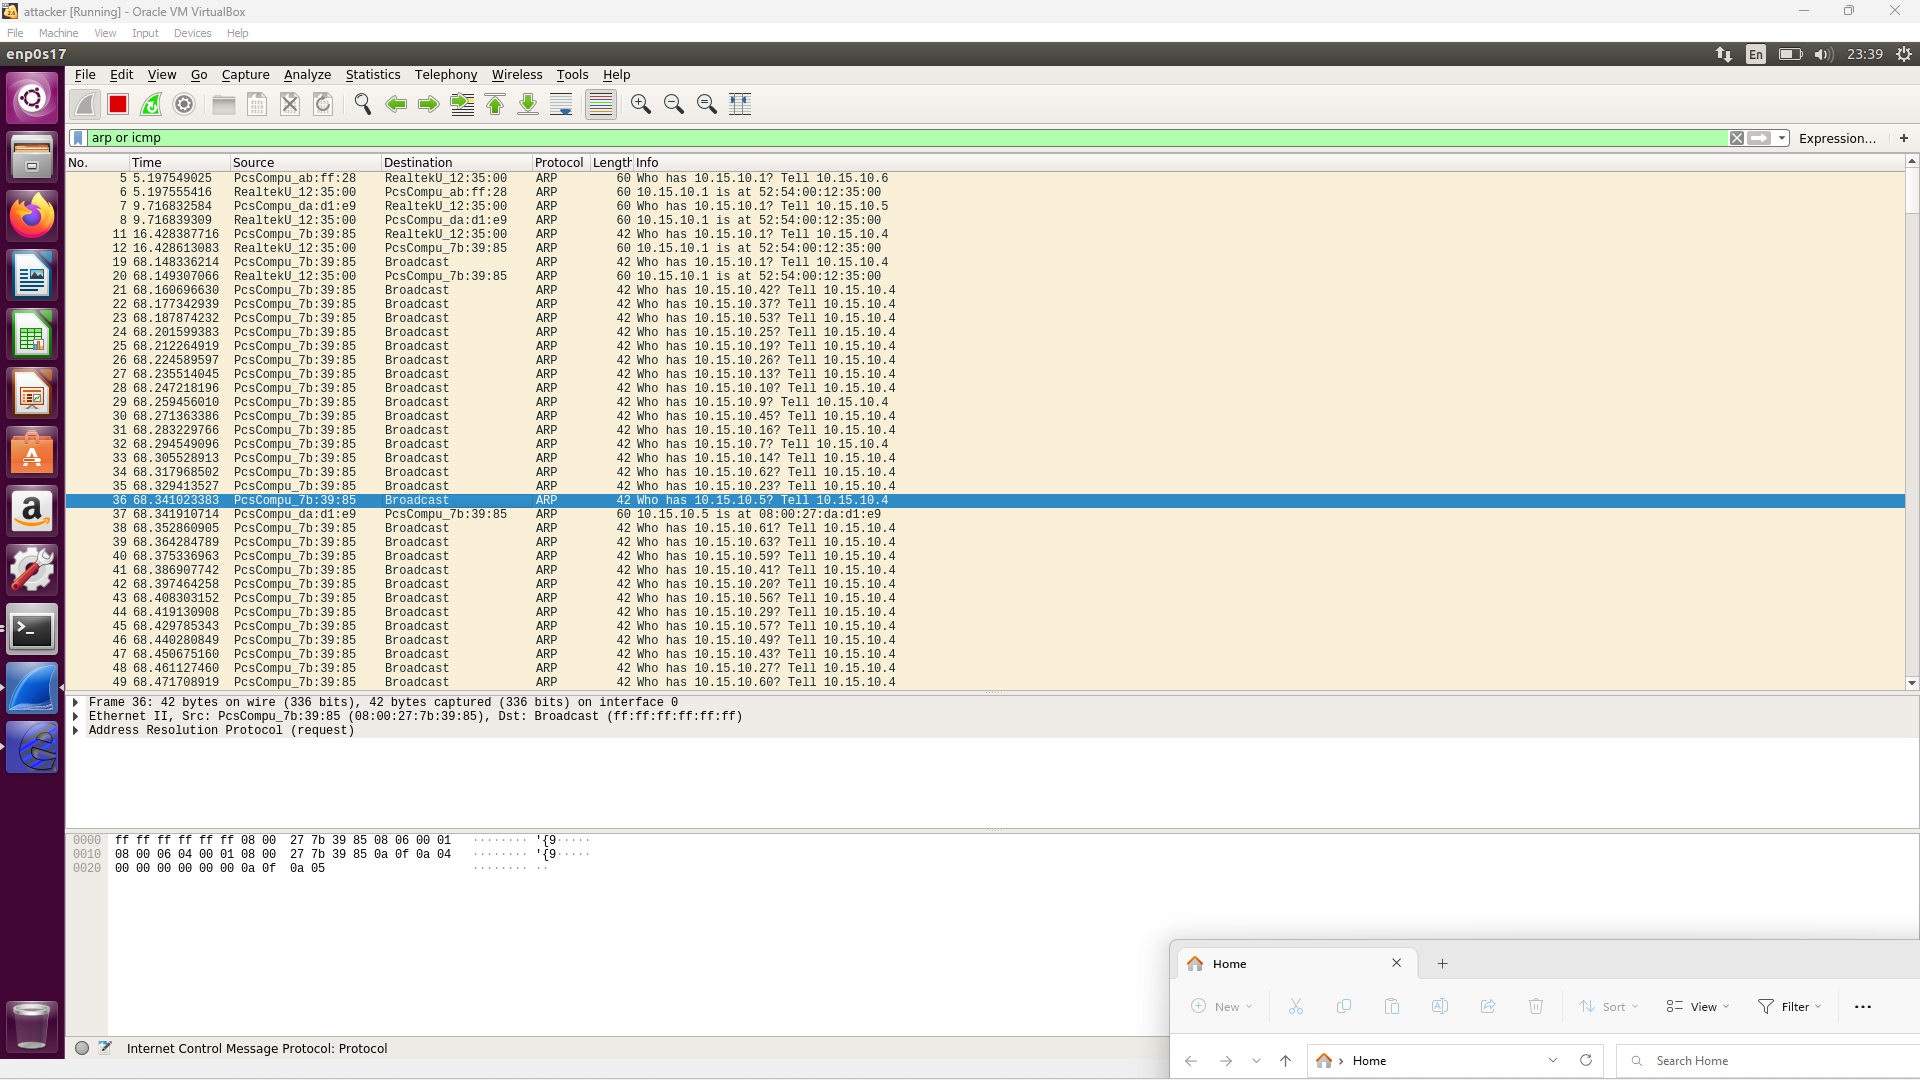 attacker [Running] - Oracle VM VirtualBox
File Machine View Input Devices Help
enp0s17 En 23:39
File Edit View Go Capture Analyze Statistics Telephony Wireless Tools Help
arp or icmp Expression… +
No. Time Source Destination Protocol Length Info
5 5.197549025 PcsCompu_ab:ff:28 RealtekU_12:35:00 ARP 60 Who has 10.15.10.1? Tell 10.15.10.6
6 5.197555416 RealtekU_12:35:00 PcsCompu_ab:ff:28 ARP 60 10.15.10.1 is at 52:54:00:12:35:00
7 9.716832584 PcsCompu_da:d1:e9 RealtekU_12:35:00 ARP 60 Who has 10.15.10.1? Tell 10.15.10.5
8 9.716839309 RealtekU_12:35:00 PcsCompu_da:d1:e9 ARP 60 10.15.10.1 is at 52:54:00:12:35:00
11 16.428387716 PcsCompu_7b:39:85 RealtekU_12:35:00 ARP 42 Who has 10.15.10.1? Tell 10.15.10.4
12 16.428613083 RealtekU_12:35:00 PcsCompu_7b:39:85 ARP 60 10.15.10.1 is at 52:54:00:12:35:00
19 68.148336214 PcsCompu_7b:39:85 Broadcast ARP 42 Who has 10.15.10.1? Tell 10.15.10.4
20 68.149307066 RealtekU_12:35:00 PcsCompu_7b:39:85 ARP 60 10.15.10.1 is at 52:54:00:12:35:00
21 68.160696630 PcsCompu_7b:39:85 Broadcast ARP 42 Who has 10.15.10.42? Tell 10.15.10.4
22 68.177342939 PcsCompu_7b:39:85 Broadcast ARP 42 Who has 10.15.10.37? Tell 10.15.10.4
23 68.187874232 PcsCompu_7b:39:85 Broadcast ARP 42 Who has 10.15.10.53? Tell 10.15.10.4
24 68.201599383 PcsCompu_7b:39:85 Broadcast ARP 42 Who has 10.15.10.25? Tell 10.15.10.4
25 68.212264919 PcsCompu_7b:39:85 Broadcast ARP 42 Who has 10.15.10.19? Tell 10.15.10.4
26 68.224589597 PcsCompu_7b:39:85 Broadcast ARP 42 Who has 10.15.10.26? Tell 10.15.10.4
27 68.235514045 PcsCompu_7b:39:85 Broadcast ARP 42 Who has 10.15.10.13? Tell 10.15.10.4
28 68.247218196 PcsCompu_7b:39:85 Broadcast ARP 42 Who has 10.15.10.10? Tell 10.15.10.4
29 68.259456010 PcsCompu_7b:39:85 Broadcast ARP 42 Who has 10.15.10.9? Tell 10.15.10.4
30 68.271363386 PcsCompu_7b:39:85 Broadcast ARP 42 Who has 10.15.10.45? Tell 10.15.10.4
31 68.283229766 PcsCompu_7b:39:85 Broadcast ARP 42 Who has 10.15.10.16? Tell 10.15.10.4
32 68.294549096 PcsCompu_7b:39:85 Broadcast ARP 42 Who has 10.15.10.7? Tell 10.15.10.4
33 68.305528913 PcsCompu_7b:39:85 Broadcast ARP 42 Who has 10.15.10.14? Tell 10.15.10.4
34 68.317968502 PcsCompu_7b:39:85 Broadcast ARP 42 Who has 10.15.10.62? Tell 10.15.10.4
35 68.329413527 PcsCompu_7b:39:85 Broadcast ARP 42 Who has 10.15.10.23? Tell 10.15.10.4
36 68.341023383 PcsCompu_7b:39:85 Broadcast ARP 42 Who has 10.15.10.5? Tell 10.15.10.4
37 68.341910714 PcsCompu_da:d1:e9 PcsCompu_7b:39:85 ARP 60 10.15.10.5 is at 08:00:27:da:d1:e9
38 68.352860905 PcsCompu_7b:39:85 Broadcast ARP 42 Who has 10.15.10.61? Tell 10.15.10.4
39 68.364284789 PcsCompu_7b:39:85 Broadcast ARP 42 Who has 10.15.10.63? Tell 10.15.10.4
40 68.375336963 PcsCompu_7b:39:85 Broadcast ARP 42 Who has 10.15.10.59? Tell 10.15.10.4
41 68.386907742 PcsCompu_7b:39:85 Broadcast ARP 42 Who has 10.15.10.41? Tell 10.15.10.4
42 68.397464258 PcsCompu_7b:39:85 Broadcast ARP 42 Who has 10.15.10.20? Tell 10.15.10.4
43 68.408303152 PcsCompu_7b:39:85 Broadcast ARP 42 Who has 10.15.10.56? Tell 10.15.10.4
44 68.419130908 PcsCompu_7b:39:85 Broadcast ARP 42 Who has 10.15.10.29? Tell 10.15.10.4
45 68.429785343 PcsCompu_7b:39:85 Broadcast ARP 42 Who has 10.15.10.57? Tell 10.15.10.4
46 68.440280849 PcsCompu_7b:39:85 Broadcast ARP 42 Who has 10.15.10.49? Tell 10.15.10.4
47 68.450675160 PcsCompu_7b:39:85 Broadcast ARP 42 Who has 10.15.10.43? Tell 10.15.10.4
48 68.461127460 PcsCompu_7b:39:85 Broadcast ARP 42 Who has 10.15.10.27? Tell 10.15.10.4
49 68.471708919 PcsCompu_7b:39:85 Broadcast ARP 42 Who has 10.15.10.60? Tell 10.15.10.4
Frame 36: 42 bytes on wire (336 bits), 42 bytes captured (336 bits) on interface 0
Ethernet II, Src: PcsCompu_7b:39:85 (08:00:27:7b:39:85), Dst: Broadcast (ff:ff:ff:ff:ff:ff)
Address Resolution Protocol (request)
0000 ff ff ff ff ff ff 08 00 27 7b 39 85 08 06 00 01 ········ '{9·····
0010 08 00 06 04 00 01 08 00 27 7b 39 85 0a 0f 0a 04 ········ '{9·····
0020 00 00 00 00 00 00 0a 0f 0a 05 ········ ··
Internet Control Message Protocol: Protocol
Home
New Sort View Filter
Home Search Home